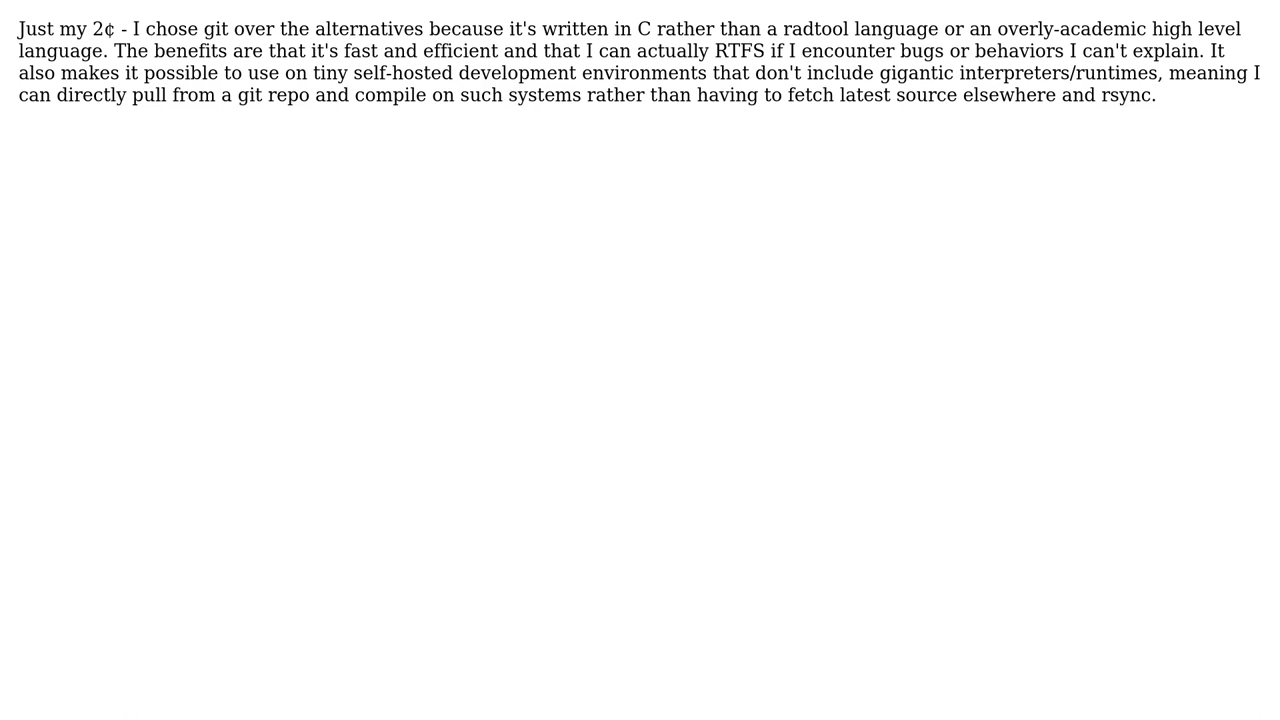 Just my 2¢ - I chose git over the alternatives because it's written in C rather than a radtool language or an overly-academic high level
language. The benefits are that it's fast and efficient and that I can actually RTFS if I encounter bugs or behaviors I can't explain. It
also makes it possible to use on tiny self-hosted development environments that don't include gigantic interpreters/runtimes, meaning I
can directly pull from a git repo and compile on such systems rather than having to fetch latest source elsewhere and rsync.